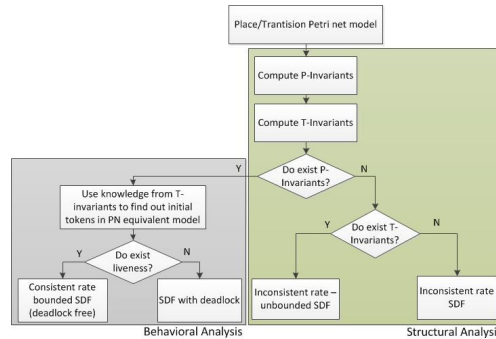 Place/Trantision Petri net model
Compute P-Invariants
Compute T-Invariants
Do exist P-
Invariants?
Y
N
Use knowledge from T-
invariants to find out initial
tokens in PN equivalent model
Do exist T-
Invariants?
Y
N
Do exist
liveness?
Y
N
Consistent rate
bounded SDF
(deadlock free)
SDF with deadlock
Inconsistent rate –
unbounded SDF
Inconsistent rate
SDF
Behavioral Analysis
Structural Analysis